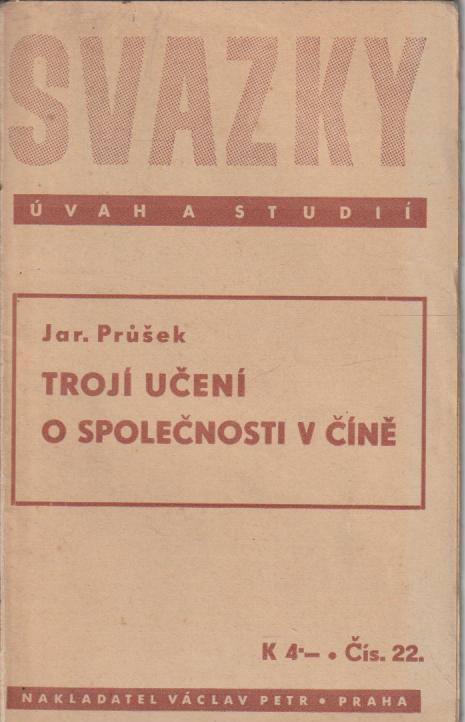 SVAZKY
ÚVAH A STUDIÍ
Jar. Průšek
TROJÍ UČENÍ
O SPOLEČNOSTI V ČÍNĚ
K 4·— • Čís. 22.
NAKLADATEL VÁCLAV PETR • PRAHA